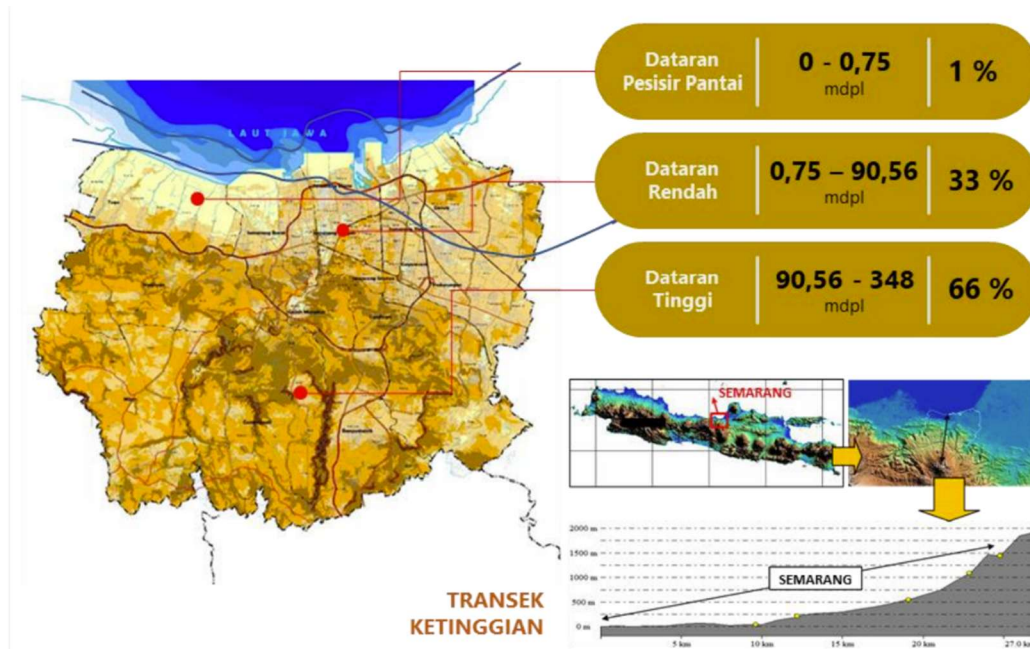 Dataran
Pesisir Pantai
0 - 0,75
mdpl
1 %
Dataran
Rendah
0,75 – 90,56
mdpl
33 %
Dataran
Tinggi
90,56 - 348
mdpl
66 %
LAUT JAWA
SEMARANG
TRANSEK
KETINGGIAN
2000 m
1500 m
1000 m
500 m
0 m
SEMARANG
5 km
10 km
15 km
20 km
27.0